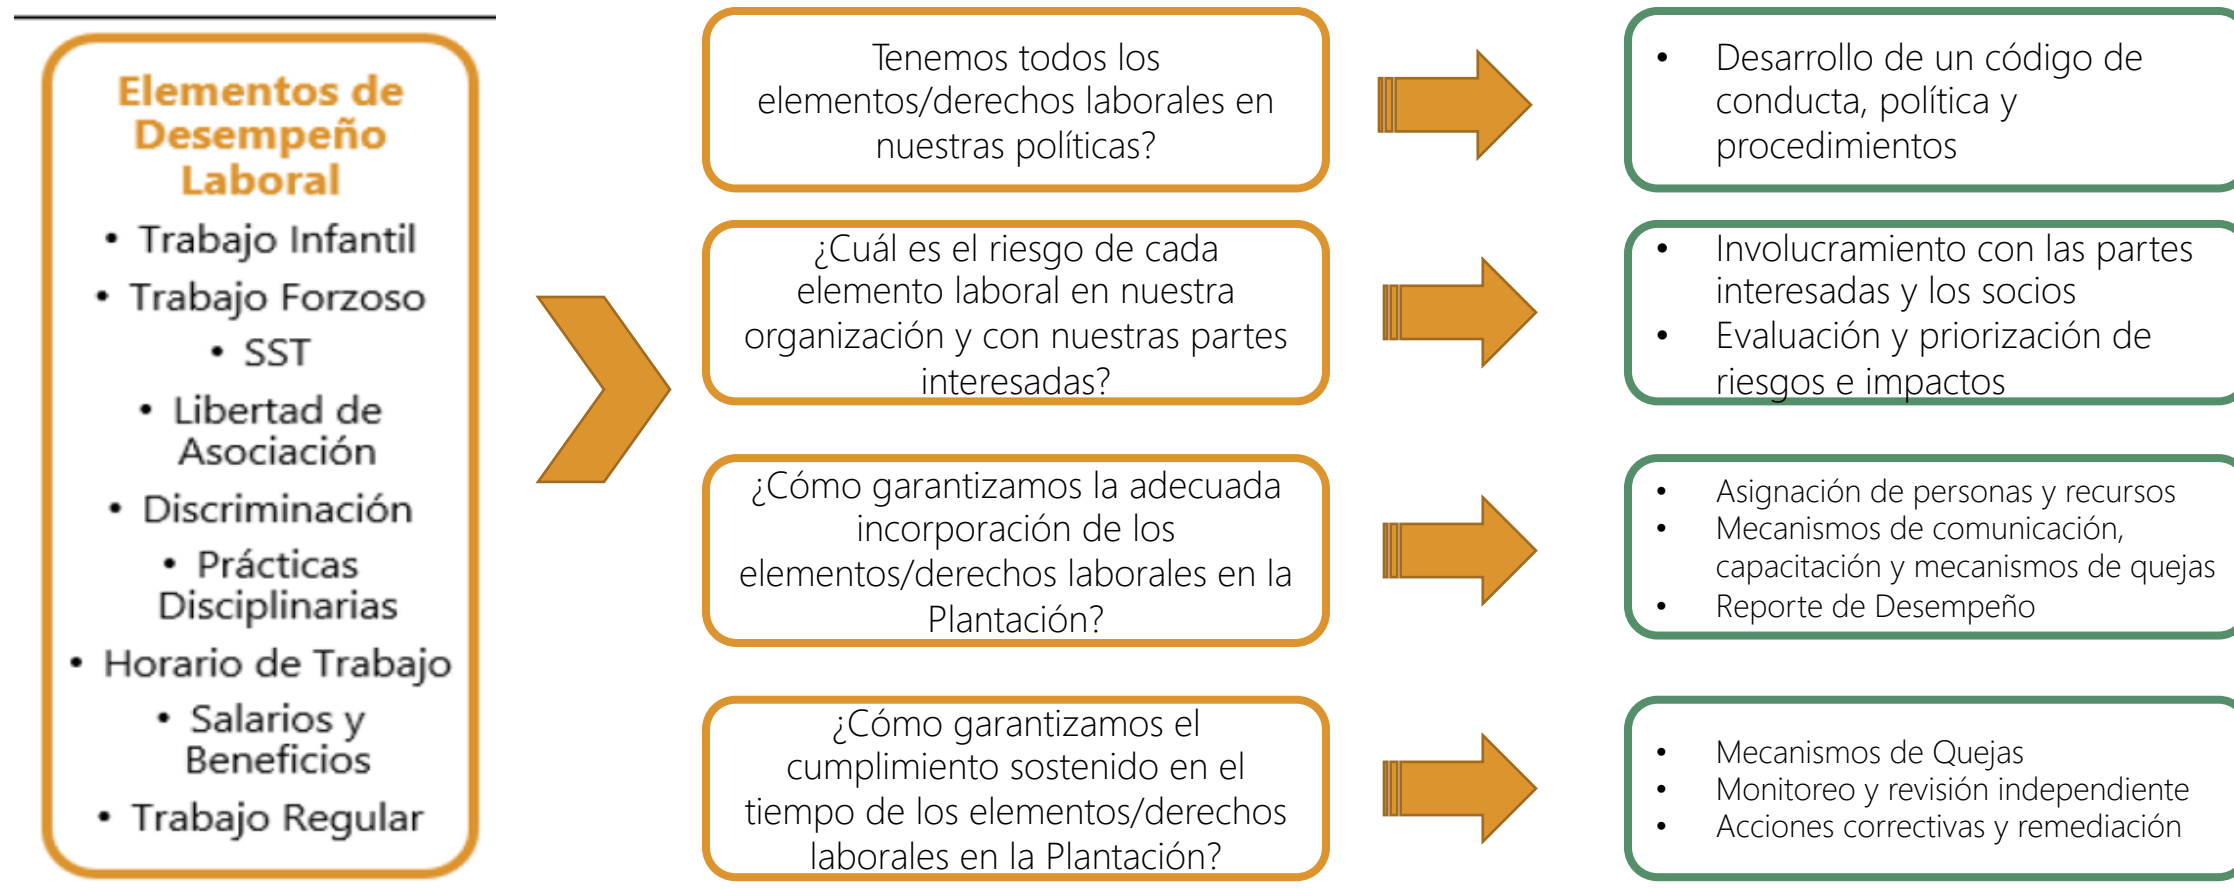 Elementos de
Desempeño
Laboral
• Trabajo Infantil
• Trabajo Forzoso
• SST
• Libertad de
Asociación
• Discriminación
• Prácticas
Disciplinarias
• Horario de Trabajo
• Salarios y
Beneficios
• Trabajo Regular
Tenemos todos los
elementos/derechos laborales en
nuestras políticas?
• Desarrollo de un código de
conducta, política y
procedimientos
¿Cuál es el riesgo de cada
elemento laboral en nuestra
organización y con nuestras partes
interesadas?
• Involucramiento con las partes
interesadas y los socios
• Evaluación y priorización de
riesgos e impactos
¿Cómo garantizamos la adecuada
incorporación de los
elementos/derechos laborales en la
Plantación?
• Asignación de personas y recursos
• Mecanismos de comunicación,
capacitación y mecanismos de quejas
• Reporte de Desempeño
¿Cómo garantizamos el
cumplimiento sostenido en el
tiempo de los elementos/derechos
laborales en la Plantación?
• Mecanismos de Quejas
• Monitoreo y revisión independiente
• Acciones correctivas y remediación